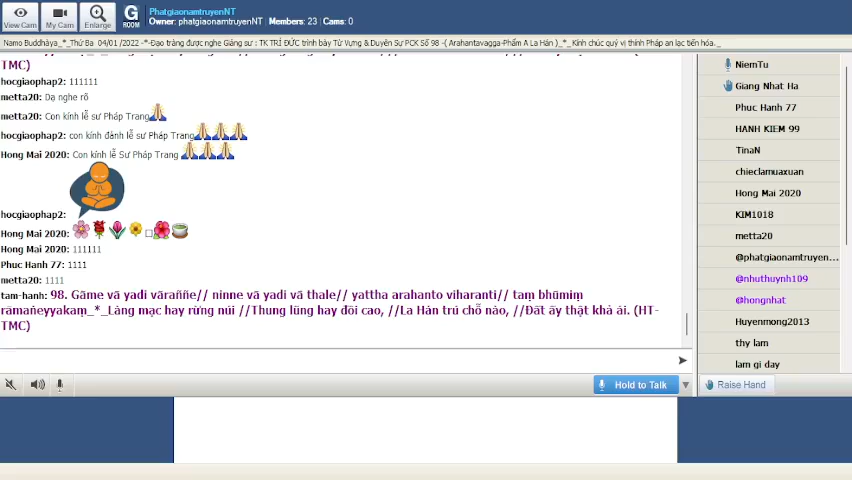 View Cam
My Cam
Enlarge
G
ROOM
PhatgiaonamtruyenNT
Owner: phatgiaonamtruyenNT Members: 23 Cams: 0
Namo Buddhàya_*_Thứ Ba 04/01 /2022 -*-Đạo tràng được nghe Giảng sư : TK TRÍ ĐỨC trình bày Từ Vựng & Duyên Sự PCK Số 98 -( Arahantavagga-Phẩm A La Hán )_*_ Kính chúc quý vị thính Pháp an lạc tiến hóa._
TMC)
hocgiaophap2: 111111
metta20: Dạ nghe rõ
metta20: Con kính lễ sư Pháp Trang
hocgiaophap2: con kính đảnh lễ sư Pháp Trang
Hong Mai 2020: Con kính lễ Sư Pháp Trang
hocgiaophap2:
Hong Mai 2020:
Hong Mai 2020: 111111
Phuc Hanh 77: 1111
metta20: 1111
tam-hanh: 98. Gāme vā yadi vāraññe// ninne vā yadi vā thale// yattha arahanto viharanti// taṃ bhūmiṃ
rāmaṇeyyakaṃ_*_Làng mạc hay rừng núi //Thung lũng hay đồi cao, //La Hán trú chỗ nào, //Đất ấy thật khả ái. (HT-
TMC)
Hold to Talk
NiemTu
Giang Nhat Ha
Phuc Hanh 77
HANH KIEM 99
TinaN
chieclamuaxuan
Hong Mai 2020
KIM1018
metta20
@phatgiaonamtruyen...
@nhuthuynh109
@hongnhat
Huyenmong2013
thy lam
lam gi day
Raise Hand